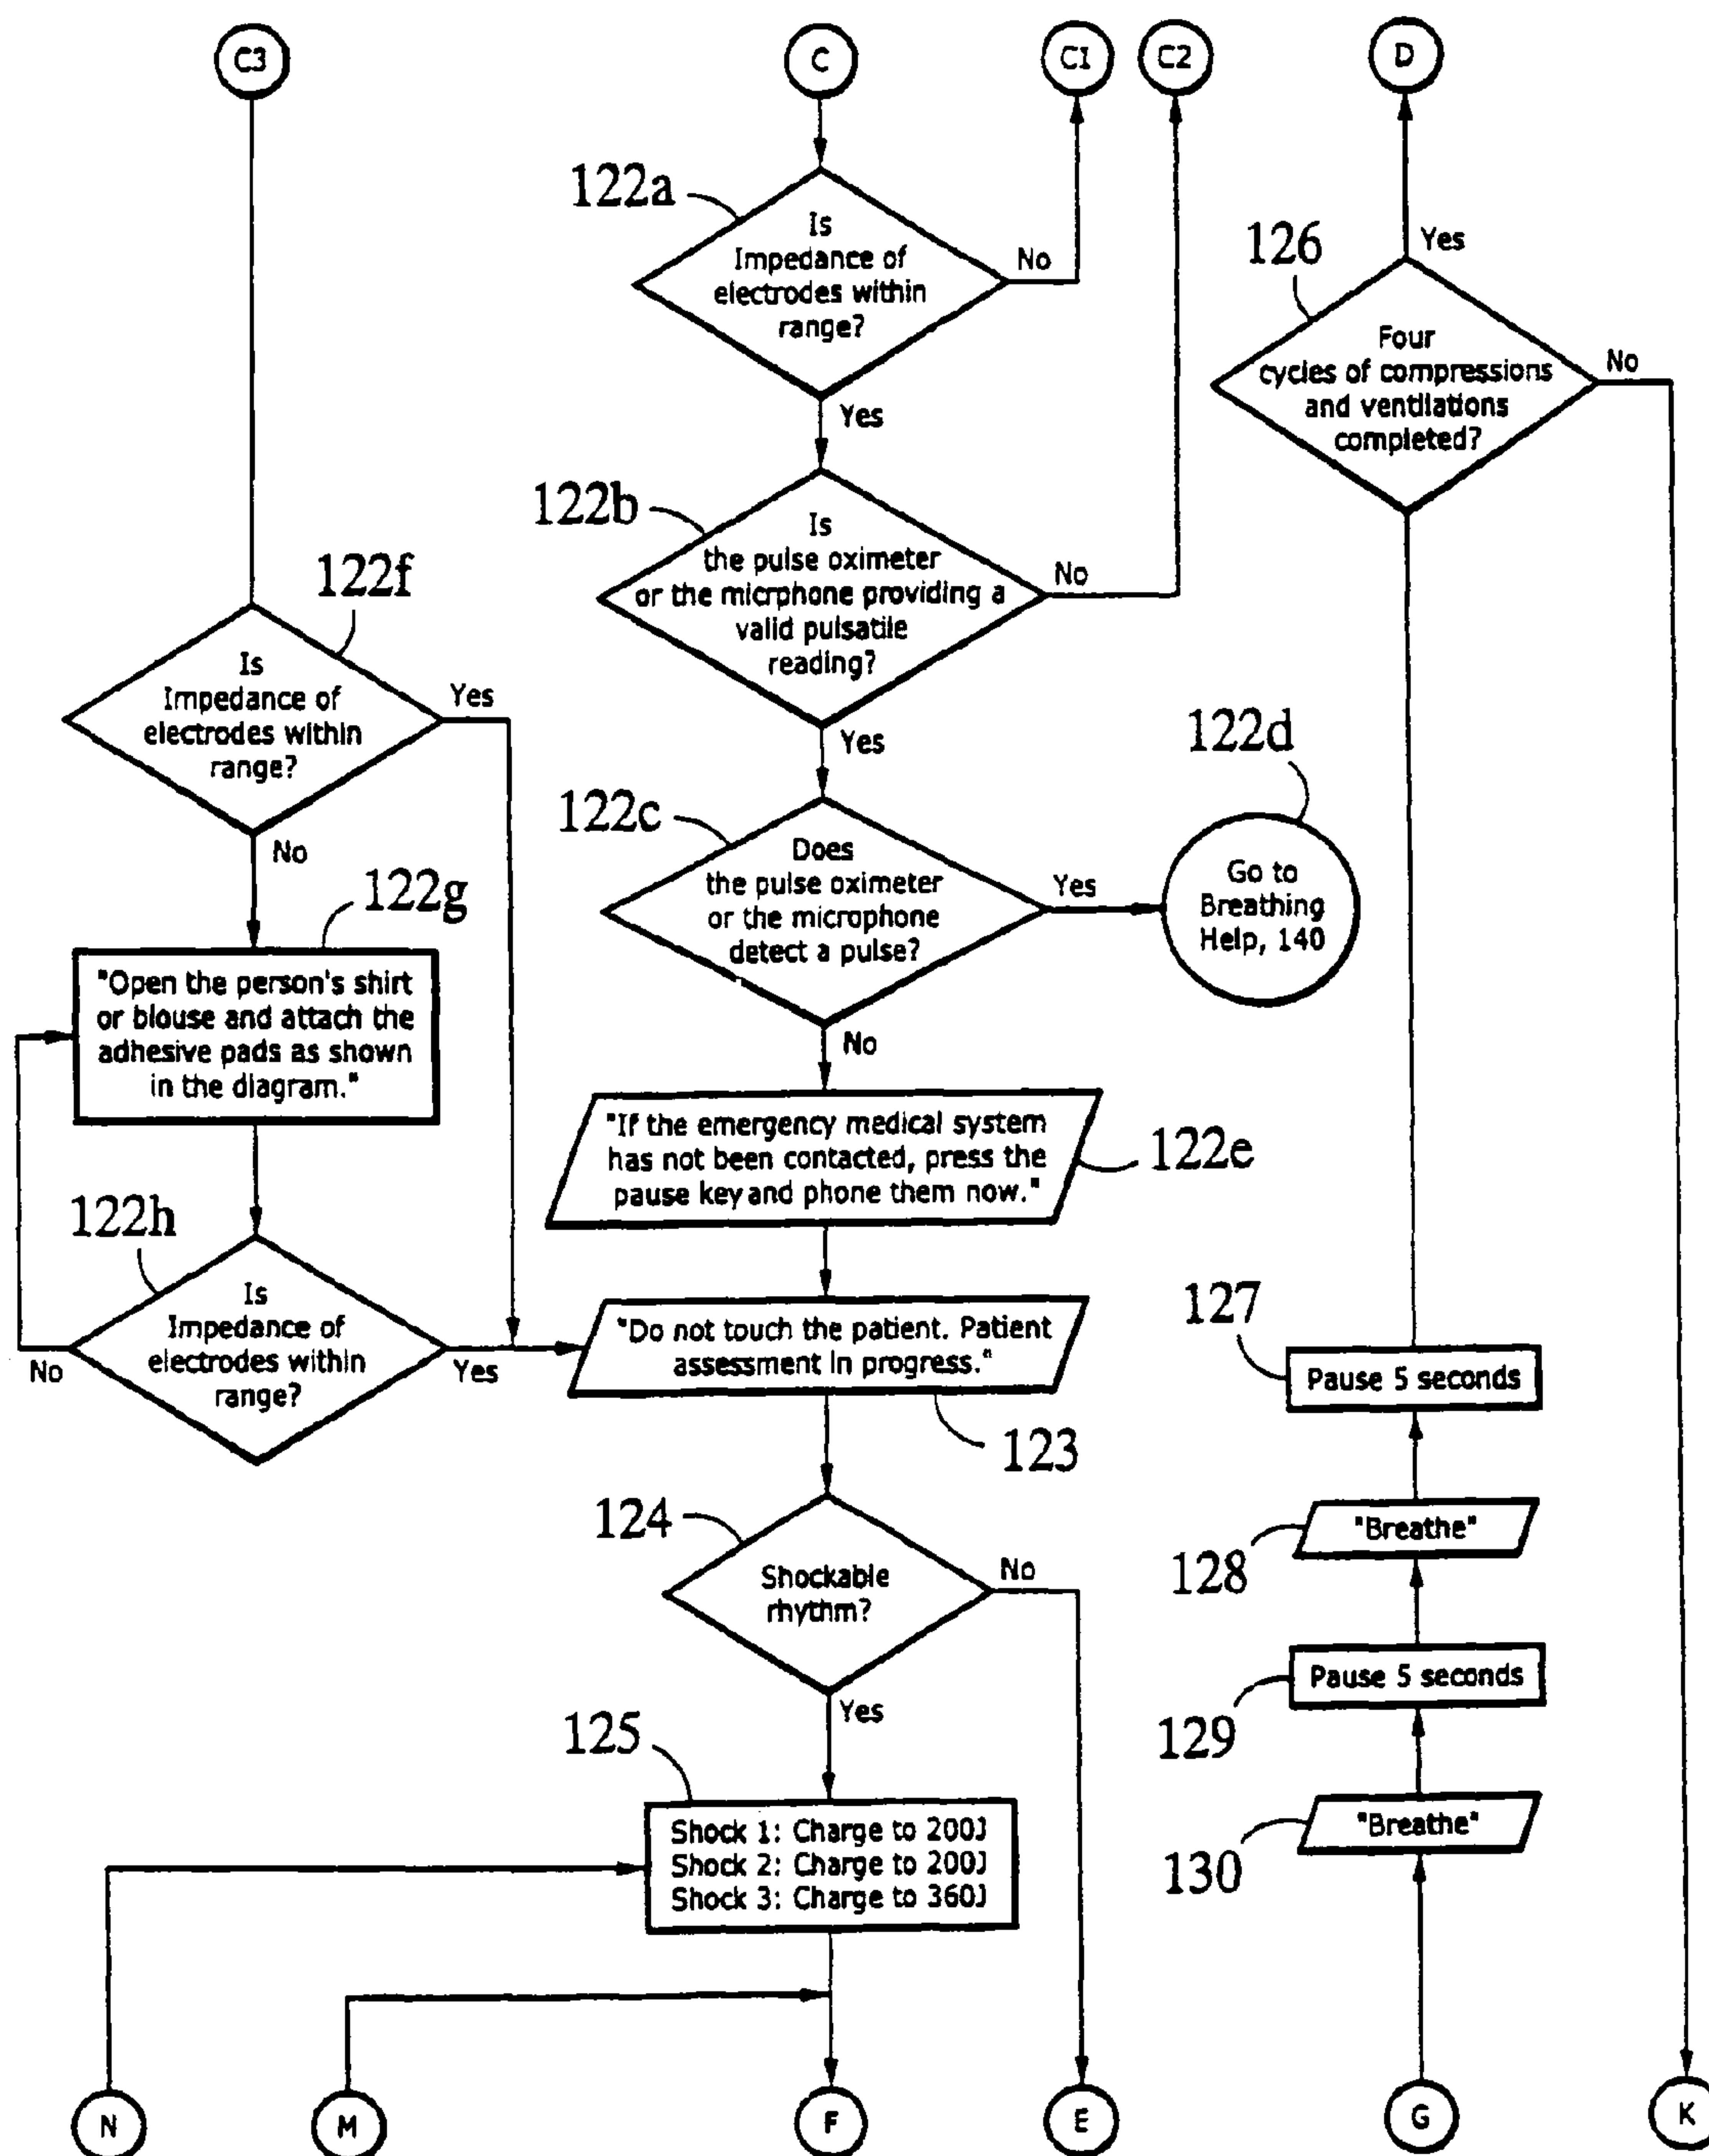 C3
C
C1
C2
D
122a
Is
Impedance of
electrodes within
range?
No
Yes
126
Yes
Four
cycles of compressions
and ventilations
completed?
No
122b
Is
the pulse oximeter
or the micrphone providing a
valid pulsatile
reading?
No
Yes
122f
Is
Impedance of
electrodes within
range?
Yes
No
122c
Does
the pulse oximeter
or the microphone
detect a pulse?
Yes
No
122d
Go to
Breathing
Help, 140
122g
"Open the person's shirt
or blouse and attach the
adhesive pads as shown
in the diagram."
"If the emergency medical system
has not been contacted, press the
pause key and phone them now."
122e
122h
Is
Impedance of
electrodes within
range?
No
Yes
"Do not touch the patient. Patient
assessment in progress."
123
127
Pause 5 seconds
124
Shockable
rhythm?
No
Yes
128
"Breathe"
129
Pause 5 seconds
125
Shock 1: Charge to 200J
Shock 2: Charge to 200J
Shock 3: Charge to 360J
130
"Breathe"
N
M
F
E
G
K